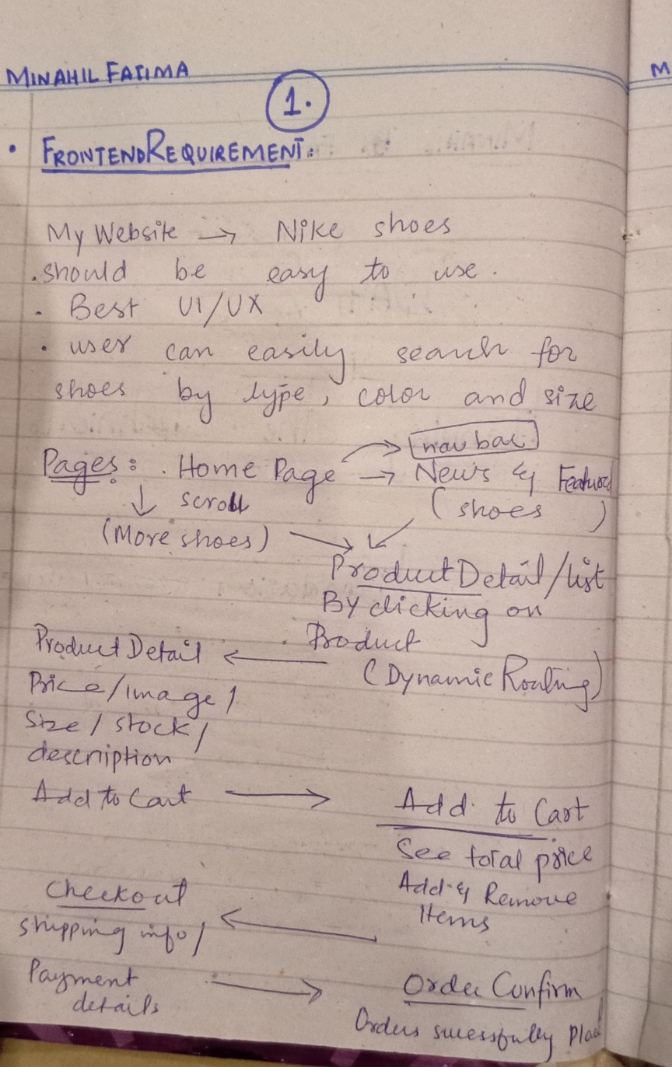 MINAHIL FATIMA
M
1.
• FRONTEND REQUIREMENT:
My Website → Nike shoes
. should be easy to use.
. Best UI/UX
. user can easily search for
shoes by type, color and size
nav bar
Pages: . Home Page → News & Featured
↓ scroll (shoes)
(More shoes)
Product Detail/list
By clicking on
. Product
Product Detail ← (Dynamic Routing)
Price/image/
Size/stock/
description
Add to Cart → Add to Cart
See total price
Add & Remove
Items
Checkout
shipping info/
Payment → Order Confirm
details
Orders sucessfully